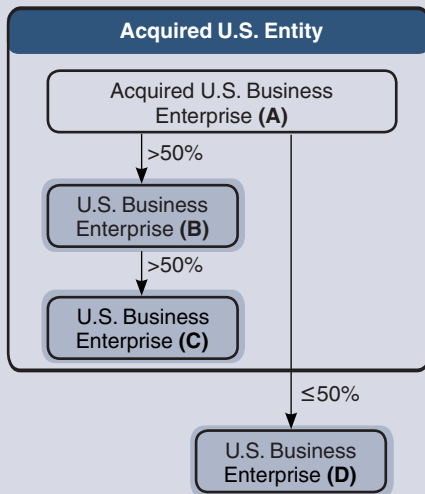 Acquired U.S. Entity
Acquired U.S. Business
Enterprise (A)
>50%
U.S. Business
Enterprise (B)
>50%
U.S. Business
Enterprise (C)
≤50%
U.S. Business
Enterprise (D)